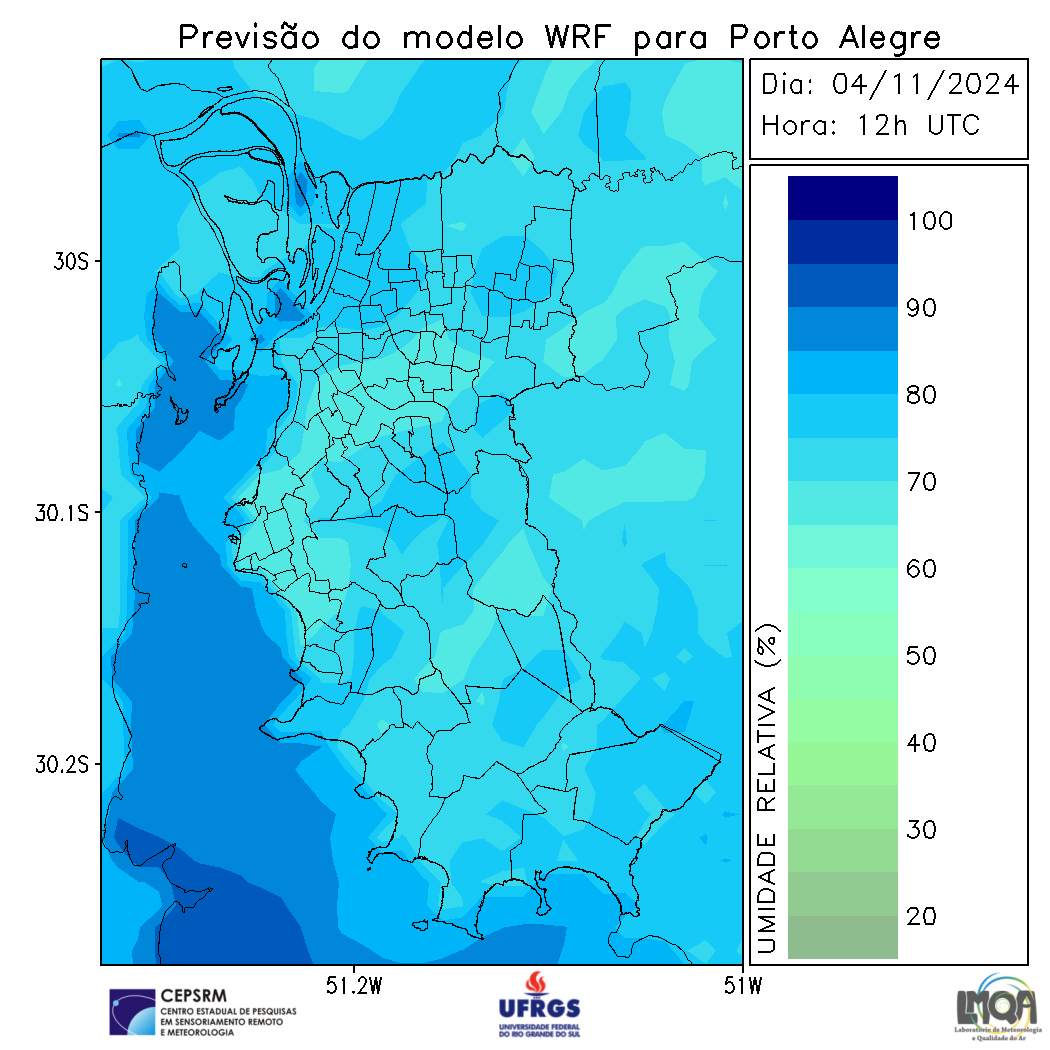 Previsão do modelo WRF para Porto Alegre
Dia: 04/11/2024
Hora: 12h UTC
30S
30.1S
30.2S
51.2W
51W
100
90
80
70
60
50
40
30
20
UMIDADE RELATIVA (%)
CEPSRM
CENTRO ESTADUAL DE PESQUISAS
EM SENSORIAMENTO REMOTO
E METEOROLOGIA
UFRGS
UNIVERSIDADE FEDERAL
DO RIO GRANDE DO SUL
LMQA
Laboratório de Meteorologia
e Qualidade do Ar